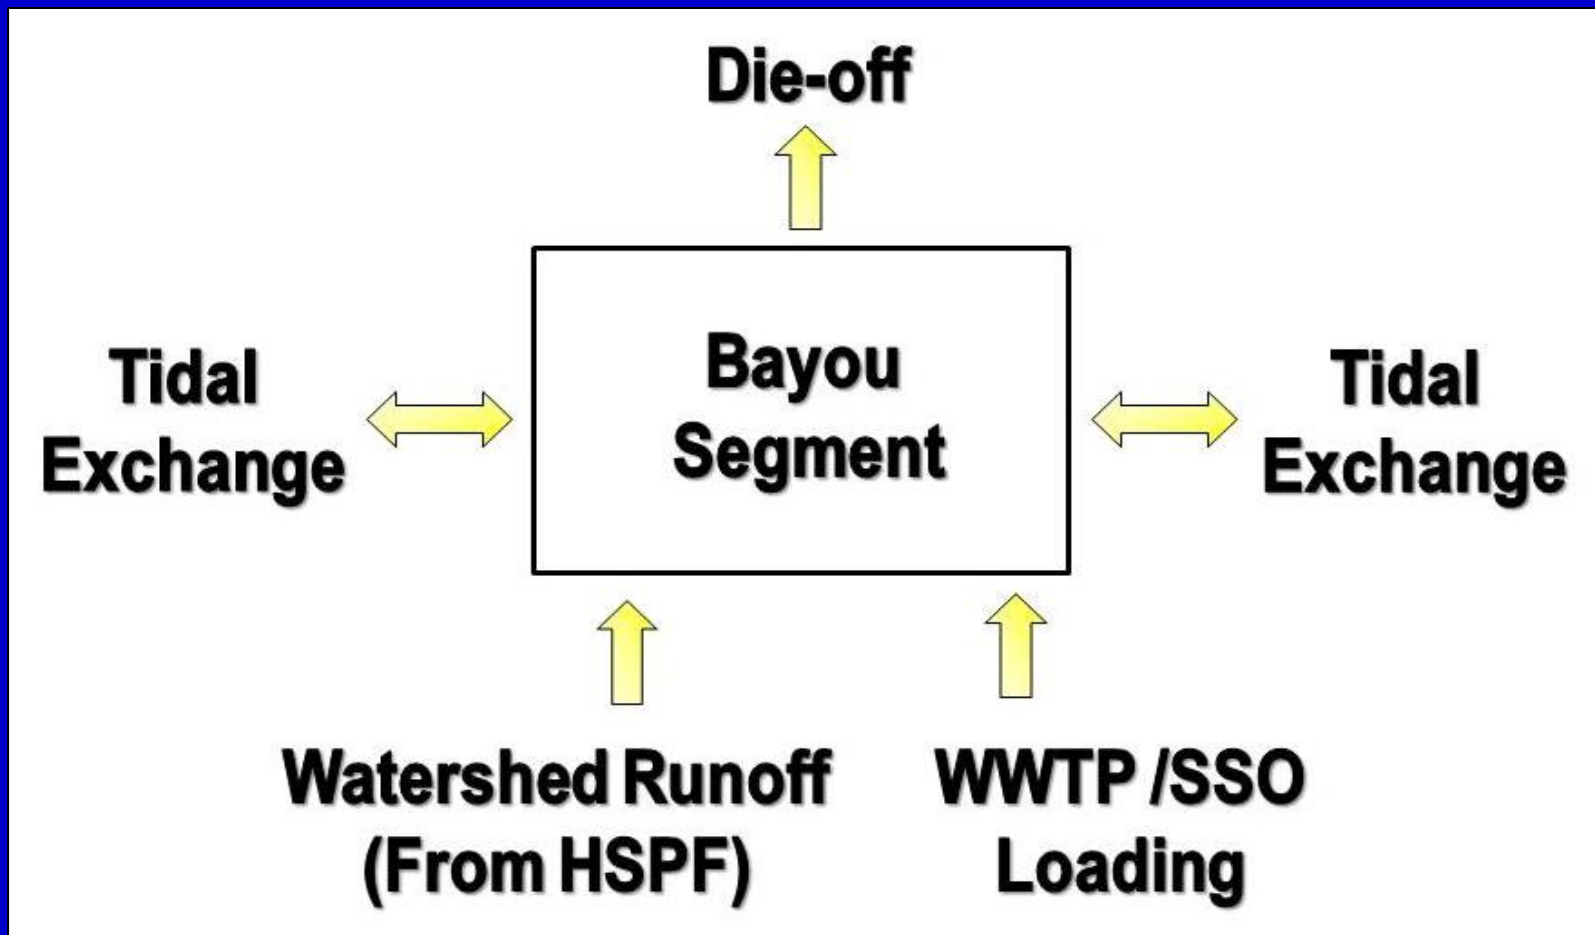 Die-off
Tidal
Exchange
Bayou
Segment
Tidal
Exchange
Watershed Runoff
(From HSPF)
WWTP /SSO
Loading